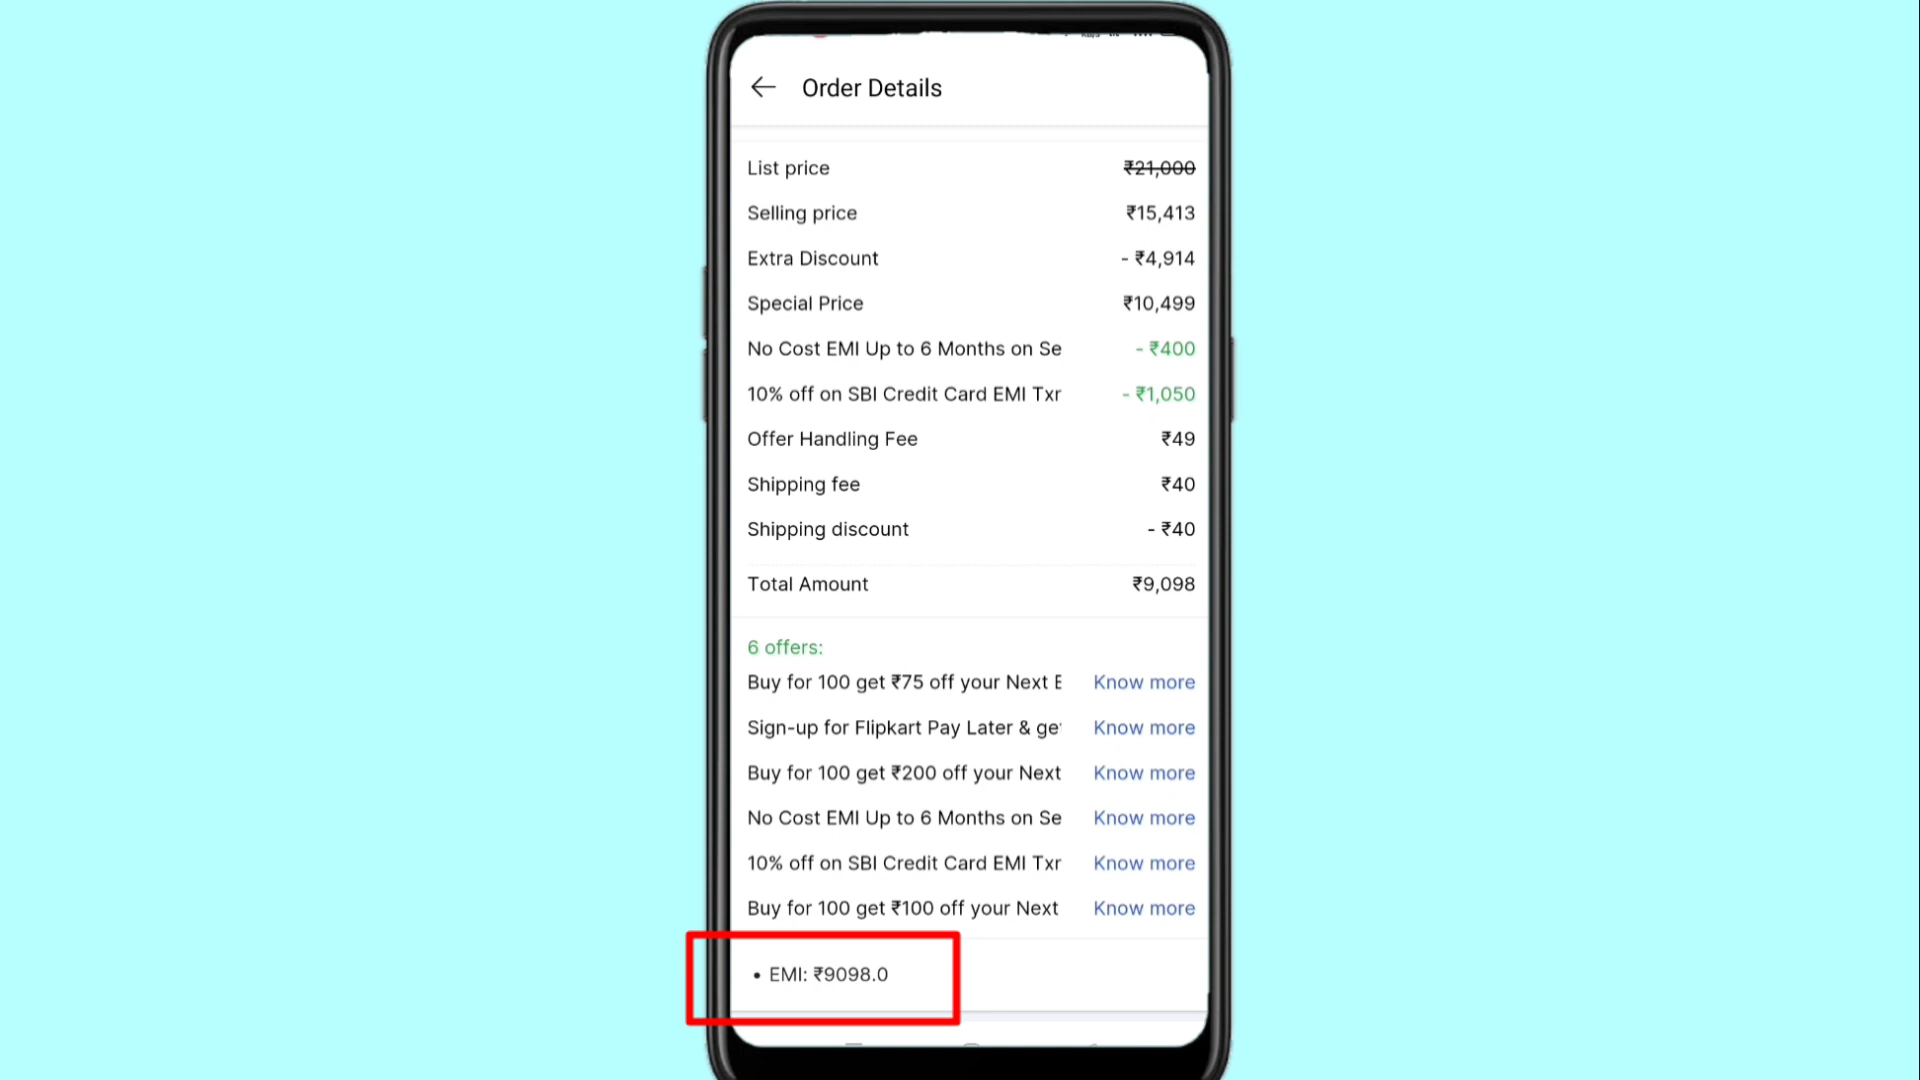 Order Details
List price ₹21,000
Selling price ₹15,413
Extra Discount - ₹4,914
Special Price ₹10,499
No Cost EMI Up to 6 Months on Se - ₹400
10% off on SBI Credit Card EMI Txr - ₹1,050
Offer Handling Fee ₹49
Shipping fee ₹40
Shipping discount - ₹40
Total Amount ₹9,098
6 offers:
Buy for 100 get ₹75 off your Next Know more
Sign-up for Flipkart Pay Later & ge Know more
Buy for 100 get ₹200 off your Next Know more
No Cost EMI Up to 6 Months on Se Know more
10% off on SBI Credit Card EMI Txr Know more
Buy for 100 get ₹100 off your Next Know more
• EMI: ₹9098.0